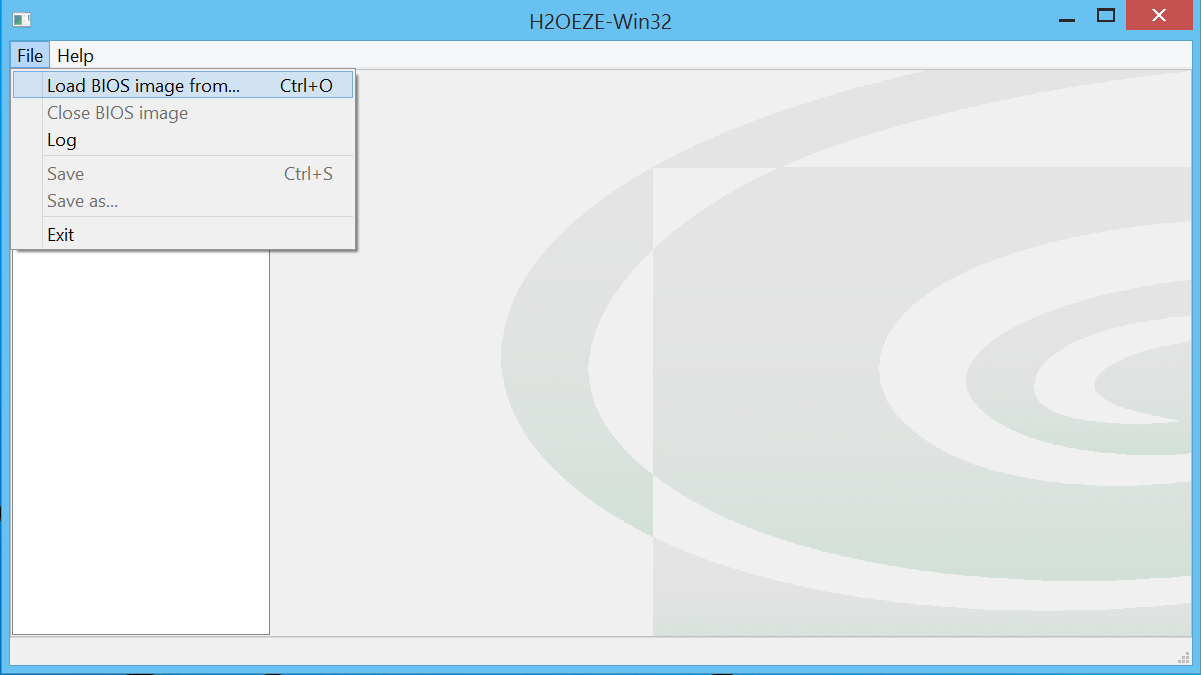 H2OEZE-Win32
File Help
Load BIOS image from... Ctrl+O
Close BIOS image
Log
Save Ctrl+S
Save as...
Exit